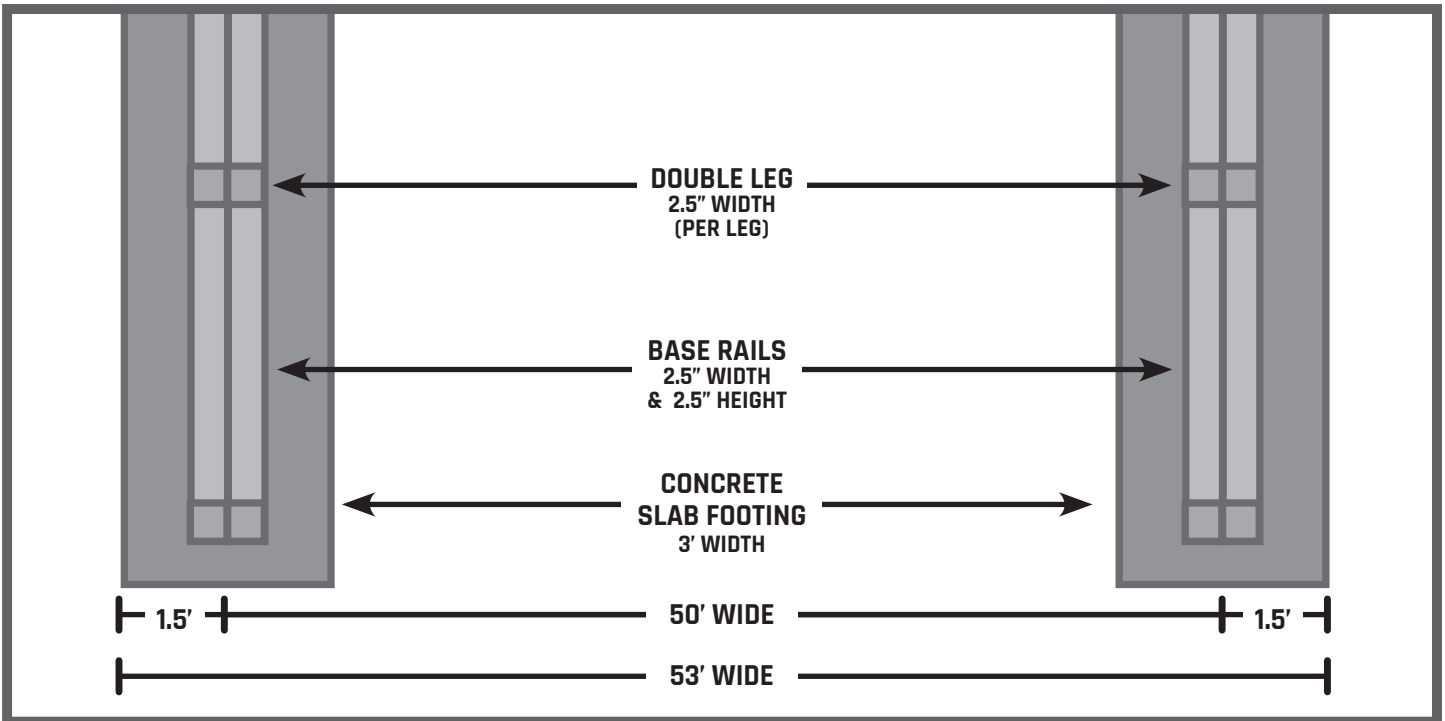 DOUBLE LEG
2.5” WIDTH
(PER LEG)
BASE RAILS
2.5” WIDTH
& 2.5” HEIGHT
CONCRETE
SLAB FOOTING
3’ WIDTH
1.5’
50’ WIDE
1.5’
53’ WIDE